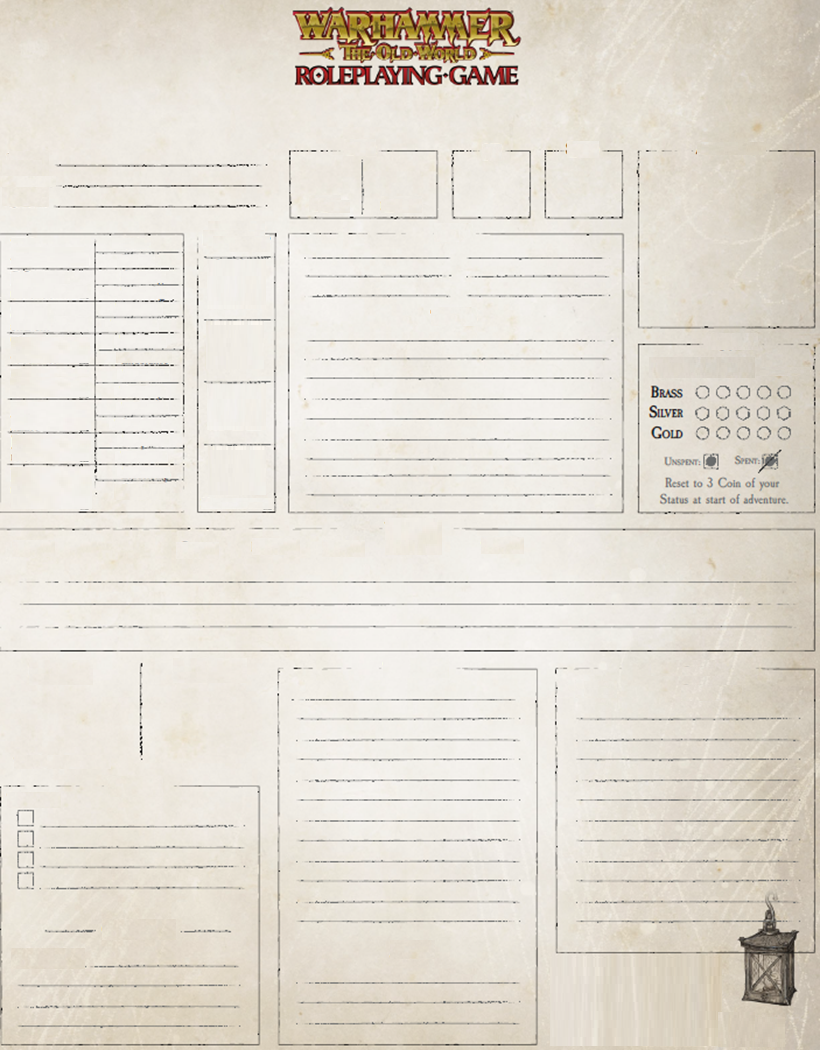 WARHAMMER
THE OLD WORLD
ROLEPLAYING GAME
BRASS
SILVER
GOLD
UNSPENT: SPENT:
Reset to 3 Coin of your
Status at start of adventure.